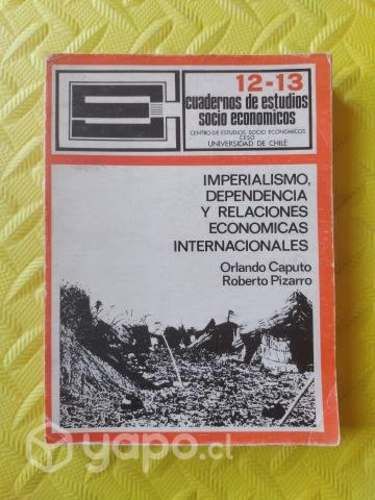 12-13
cuadernos de estudios
socio economicos
CENTRO DE ESTUDIOS SOCIO ECONOMICOS
CESO
UNIVERSIDAD DE CHILE
IMPERIALISMO,
DEPENDENCIA
Y RELACIONES
ECONOMICAS
INTERNACIONALES
Orlando Caputo
Roberto Pizarro
yapo.cl